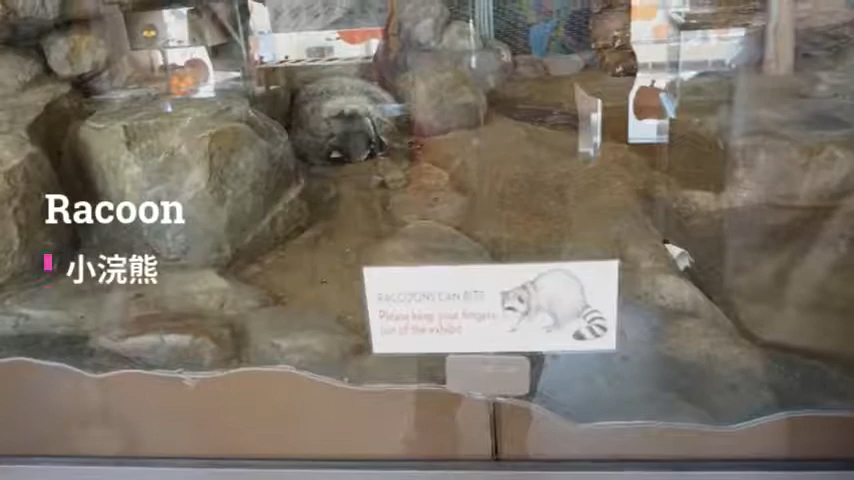 Racoon
小浣熊
RACCOONS CAN BITE
Please keep your fingers
out of the exhibit